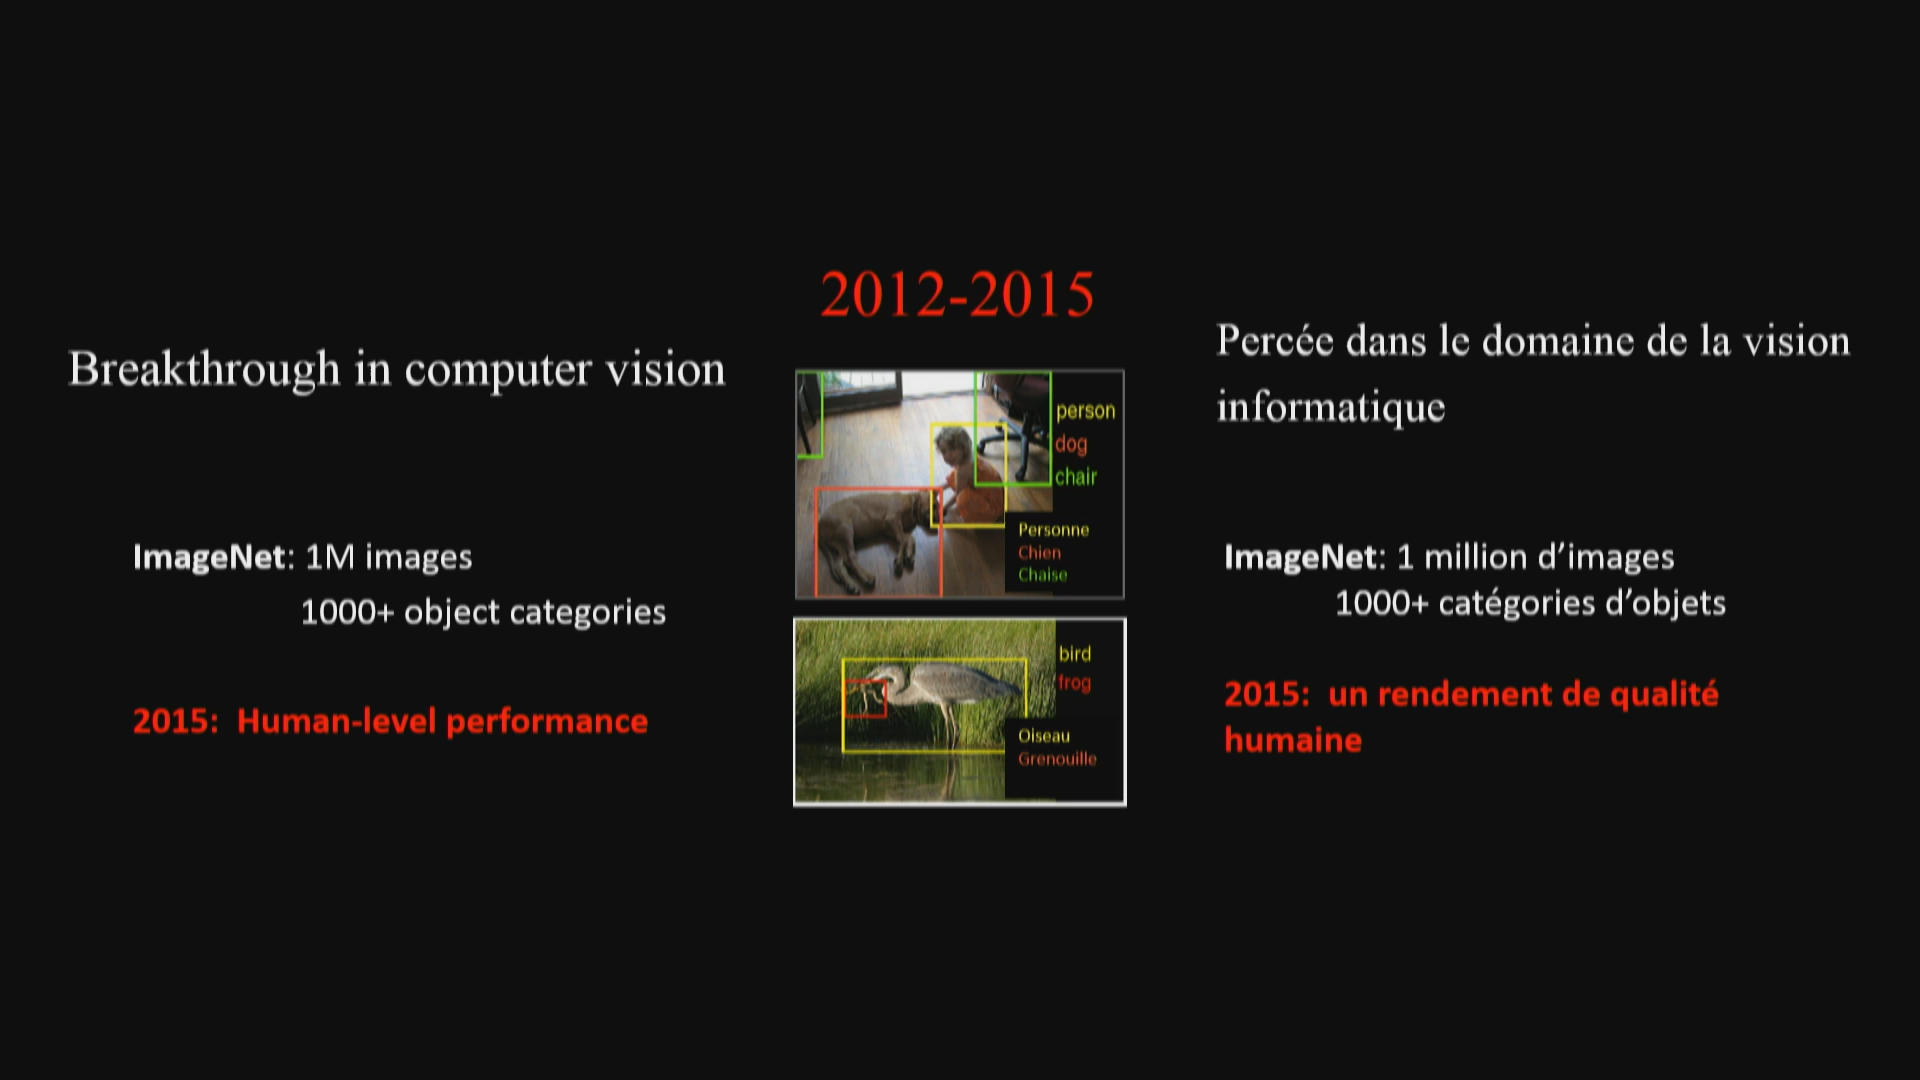 2012-2015
Breakthrough in computer vision
ImageNet: 1M images
1000+ object categories
2015: Human-level performance
person
dog
chair
Personne
Chien
Chaise
bird
frog
Oiseau
Grenouille
Percée dans le domaine de la vision
informatique
ImageNet: 1 million d’images
1000+ catégories d’objets
2015: un rendement de qualité
humaine